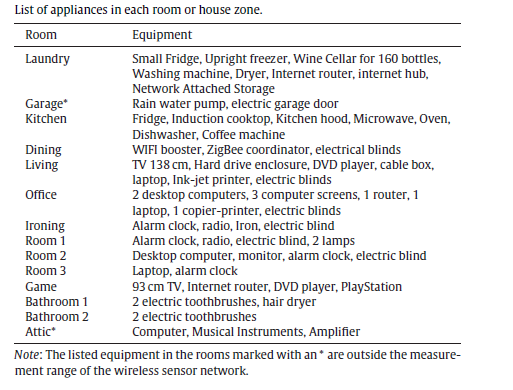 List of appliances in each room or house zone.
Room Equipment
Laundry Small Fridge, Upright freezer, Wine Cellar for 160 bottles,
Washing machine, Dryer, Internet router, internet hub,
Network Attached Storage
Garage* Rain water pump, electric garage door
Kitchen Fridge, Induction cooktop, Kitchen hood, Microwave, Oven,
Dishwasher, Coffee machine
Dining WIFI booster, ZigBee coordinator, electrical blinds
Living TV 138 cm, Hard drive enclosure, DVD player, cable box,
laptop, Ink-jet printer, electric blinds
Office 2 desktop computers, 3 computer screens, 1 router, 1
laptop, 1 copier-printer, electric blinds
Ironing Alarm clock, radio, Iron, electric blind
Room 1 Alarm clock, radio, electric blind, 2 lamps
Room 2 Desktop computer, monitor, alarm clock, electric blind
Room 3 Laptop, alarm clock
Game 93 cm TV, Internet router, DVD player, PlayStation
Bathroom 1 2 electric toothbrushes, hair dryer
Bathroom 2 2 electric toothbrushes
Attic* Computer, Musical Instruments, Amplifier
Note: The listed equipment in the rooms marked with an * are outside the measure-
ment range of the wireless sensor network.